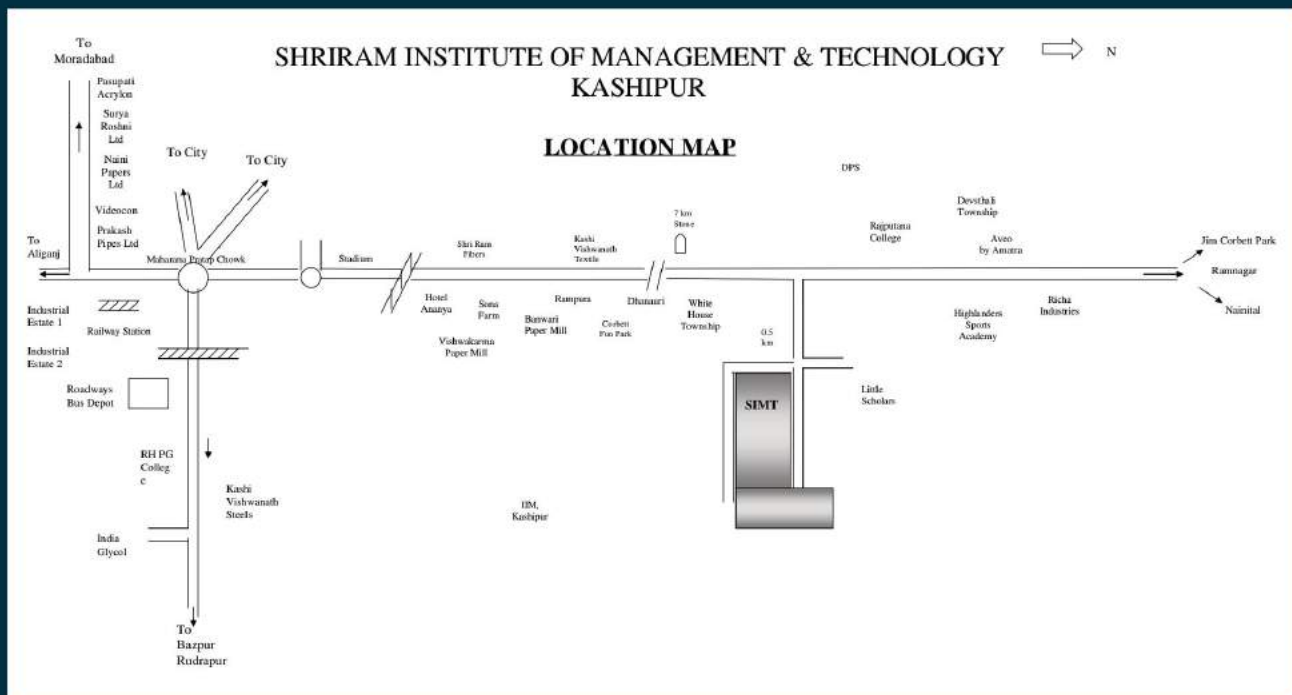 SHRIRAM INSTITUTE OF MANAGEMENT & TECHNOLOGY
KASHIPUR
N
LOCATION MAP
To
Moradabad
Pasupati
Acrylon
Surya
Roshni
Ltd
Naini
Papers
Ltd
Videocon
Prakash
Pipes Ltd
To City
To City
To
Aliganj
Maharana Pratap Chowk
Stadium
Shri Ram
Fibers
Kashi
Vishwanath
Textile
7 km
Stone
DPS
Rajputana
College
Devsthali
Township
Aveo
by Amatra
Jim Corbett Park
Ramnagar
Nainital
Industrial
Estate 1
Railway Station
Industrial
Estate 2
Roadways
Bus Depot
Hotel
Ananya
Sona
Farm
Vishwakarma
Paper Mill
Banwari
Paper Mill
Rampura
Corbett
Fun Park
Dhanauri
White
House
Township
0.5
km
Highlanders
Sports
Academy
Richa
Industries
SIMT
Little
Scholars
RH PG
Colleg
e
Kashi
Vishwanath
Steels
IIM,
Kashipur
India
Glycol
To
Bazpur
Rudrapur